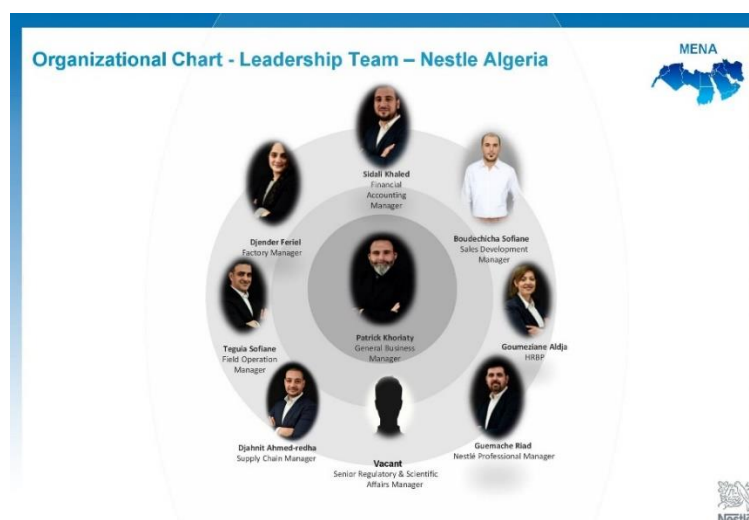 Organizational Chart - Leadership Team – Nestle Algeria
MENA
Sidali Khaled
Financial
Accounting
Manager
Djender Feriel
Factory Manager
Boudechicha Sofiane
Sales Development
Manager
Patrick Khoriaty
General Business
Manager
Teguia Sofiane
Field Operation
Manager
Goumeziane Aldja
HRBP
Djahnit Ahmed-redha
Supply Chain Manager
Vacant
Senior Regulatory & Scientific
Affairs Manager
Guemache Riad
Nestlé Professional Manager
Nestlé